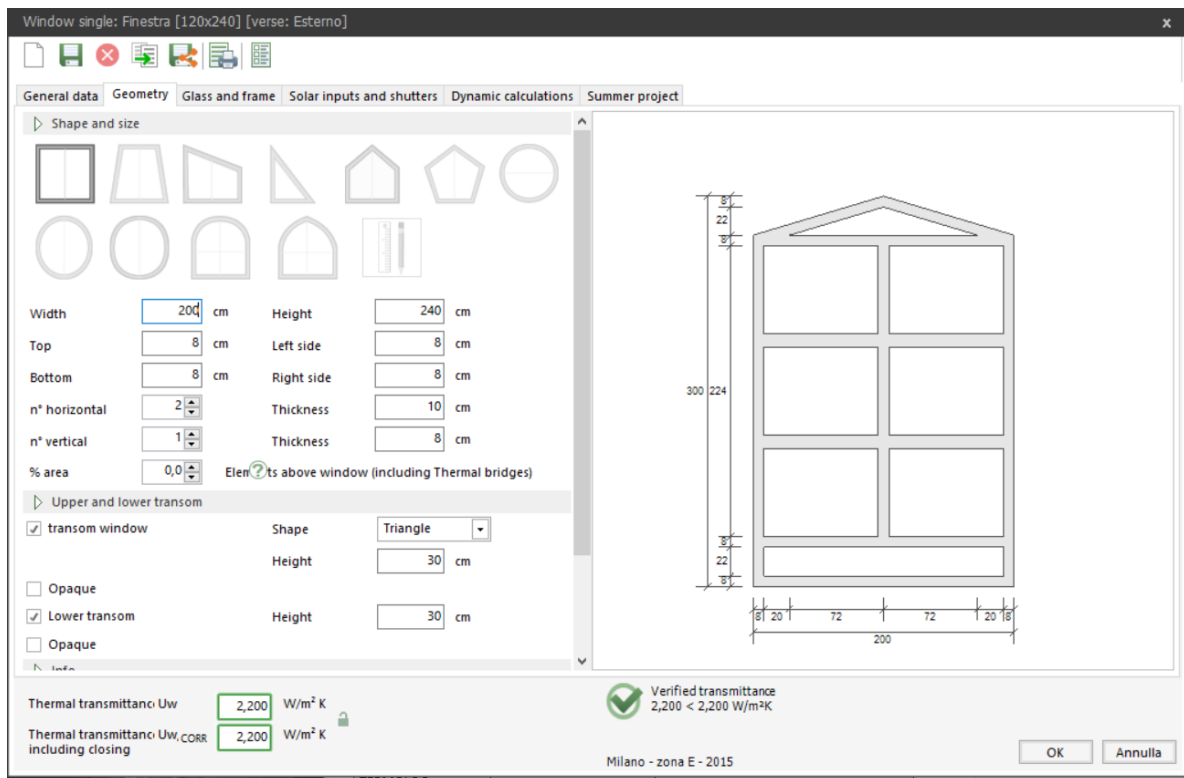 Window single: Finestra [120x240] [verse: Esterno] x
General data Geometry Glass and frame Solar inputs and shutters Dynamic calculations Summer project
Shape and size
Width 200 cm Height 240 cm
Top 8 cm Left side 8 cm
Bottom 8 cm Right side 8 cm
n° horizontal 2 Thickness 10 cm
n° vertical 1 Thickness 8 cm
% area 0,0 Elem?ts above window (including Thermal bridges)
Upper and lower transom
transom window Shape Triangle
Height 30 cm
Opaque
Lower transom Height 30 cm
Opaque
Info
8
22
8
300 224
8
22
8
8 20 72 72 20 8
200
Thermal transmittanc Uw 2,200 W/m² K
Thermal transmittanc Uw, CORR 2,200 W/m² K
including closing
Verified transmittance
2,200 < 2,200 W/m²K
Milano - zona E - 2015
OK Annulla